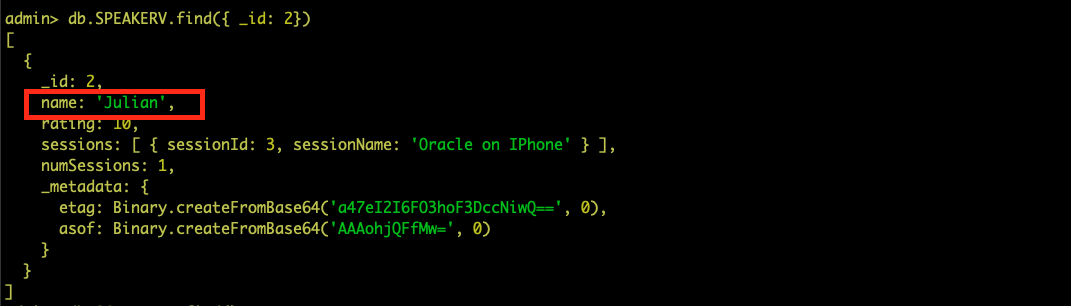 admin> db.SPEAKERV.find({ _id: 2})
[
  {
    _id: 2,
    name: 'Julian',
    rating: 10,
    sessions: [ { sessionId: 3, sessionName: 'Oracle on IPhone' } ],
    numSessions: 1,
    _metadata: {
      etag: Binary.createFromBase64('a47eI2I6FO3hoF3DccNiwQ==', 0),
      asof: Binary.createFromBase64('AAAohjQFfMw=', 0)
    }
  }
]